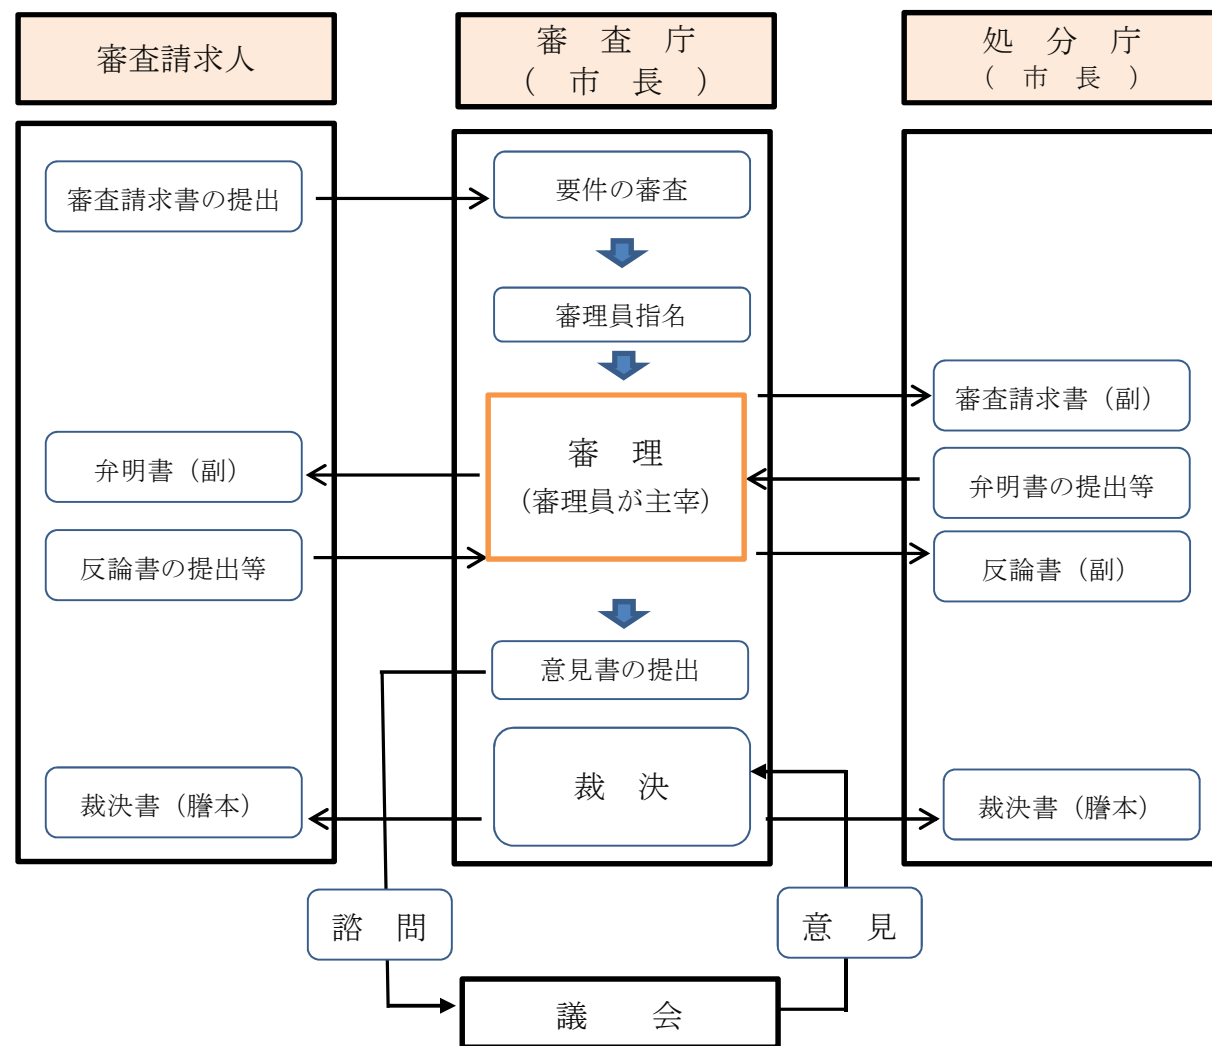 審査請求人
審　査　庁
（　市　長　）
処　分　庁
（　市　長　）
審査請求書の提出
要件の審査
審理員指名
審査請求書（副）
審　理
（審理員が主宰）
弁明書（副）
弁明書の提出等
反論書の提出等
反論書（副）
意見書の提出
裁　決
裁決書（謄本）
裁決書（謄本）
諮　問
意　見
議　　会